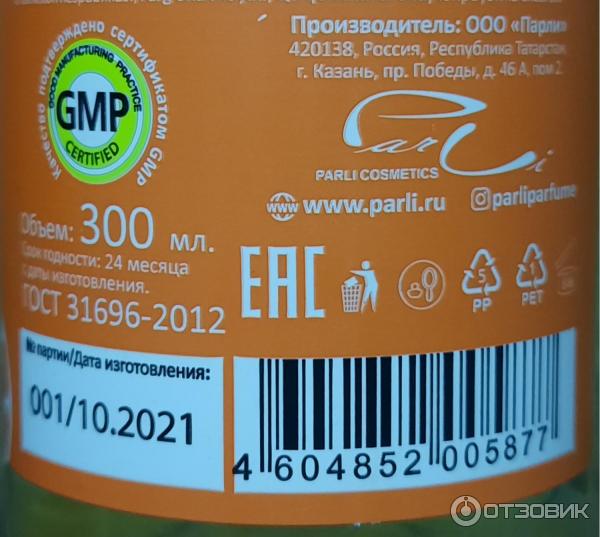 Производитель: ООО «Парли»
420138, Россия, Республика Татарстан,
г. Казань, пр. Победы, д. 46 А, пом 2.
Качество подтверждено сертификатом GMP
GOOD MANUFACTURING PRACTICE
GMP
CERTIFIED
ParLi
PARLI COSMETICS
www.parli.ru
parliparfume
Объем: 300 мл.
Срок годности: 24 месяца
с даты изготовления.
ГОСТ 31696-2012
EAC
5
PP
1
PET
№ партии/Дата изготовления:
001/10.2021
4 604852 005877
ОТЗОВИК